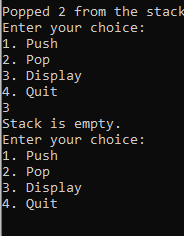 Popped 2 from the stack
Enter your choice:
1. Push
2. Pop
3. Display
4. Quit
3
Stack is empty.
Enter your choice:
1. Push
2. Pop
3. Display
4. Quit